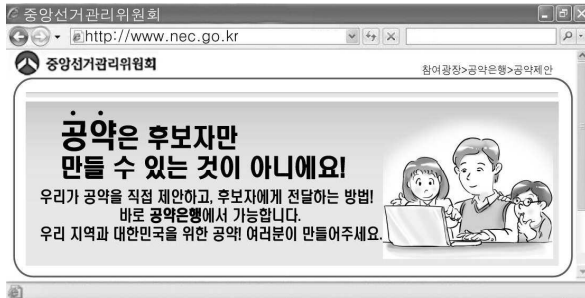 중앙선거관리위원회
http://www.nec.go.kr
중앙선거관리위원회
참여광장>공약은행>공약제안
공약은 후보자만
만들 수 있는 것이 아니에요!
우리가 공약을 직접 제안하고, 후보자에게 전달하는 방법!
바로 공약은행에서 가능합니다.
우리 지역과 대한민국을 위한 공약! 여러분이 만들어주세요.